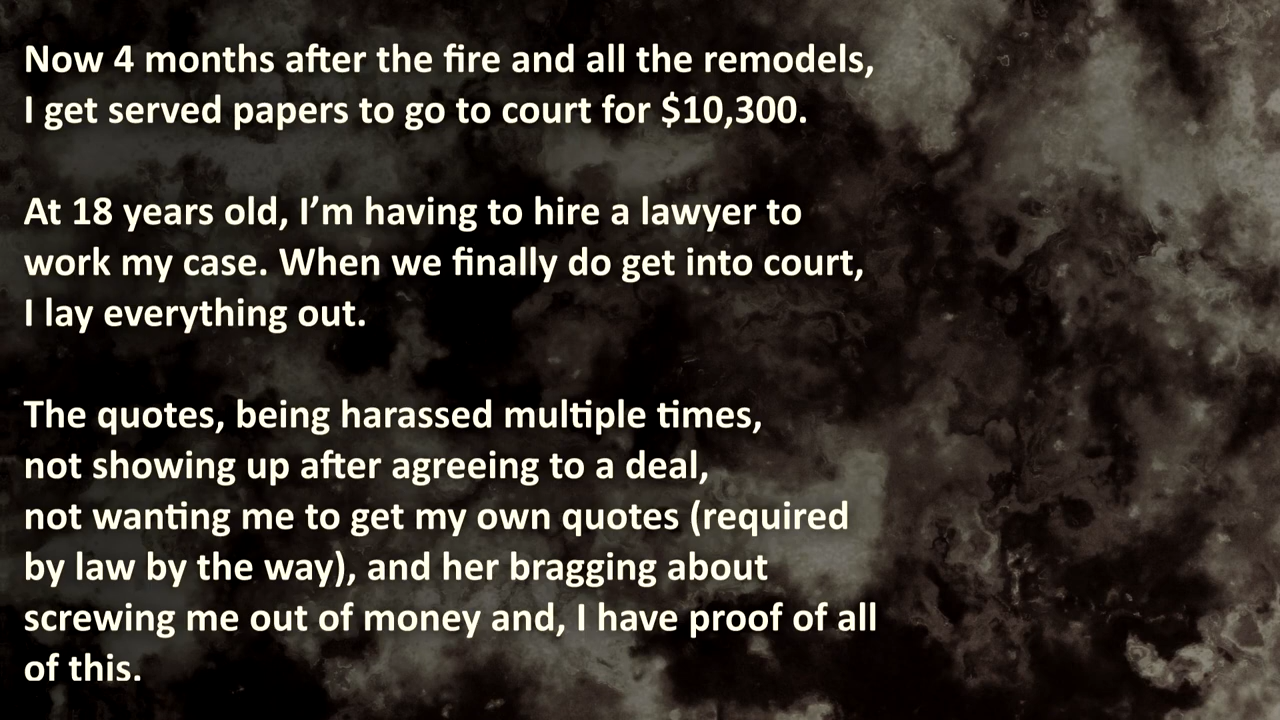 Now 4 months after the fire and all the remodels,
I get served papers to go to court for $10,300.
At 18 years old, I’m having to hire a lawyer to
work my case. When we finally do get into court,
I lay everything out.
The quotes, being harassed multiple times,
not showing up after agreeing to a deal,
not wanting me to get my own quotes (required
by law by the way), and her bragging about
screwing me out of money and, I have proof of all
of this.